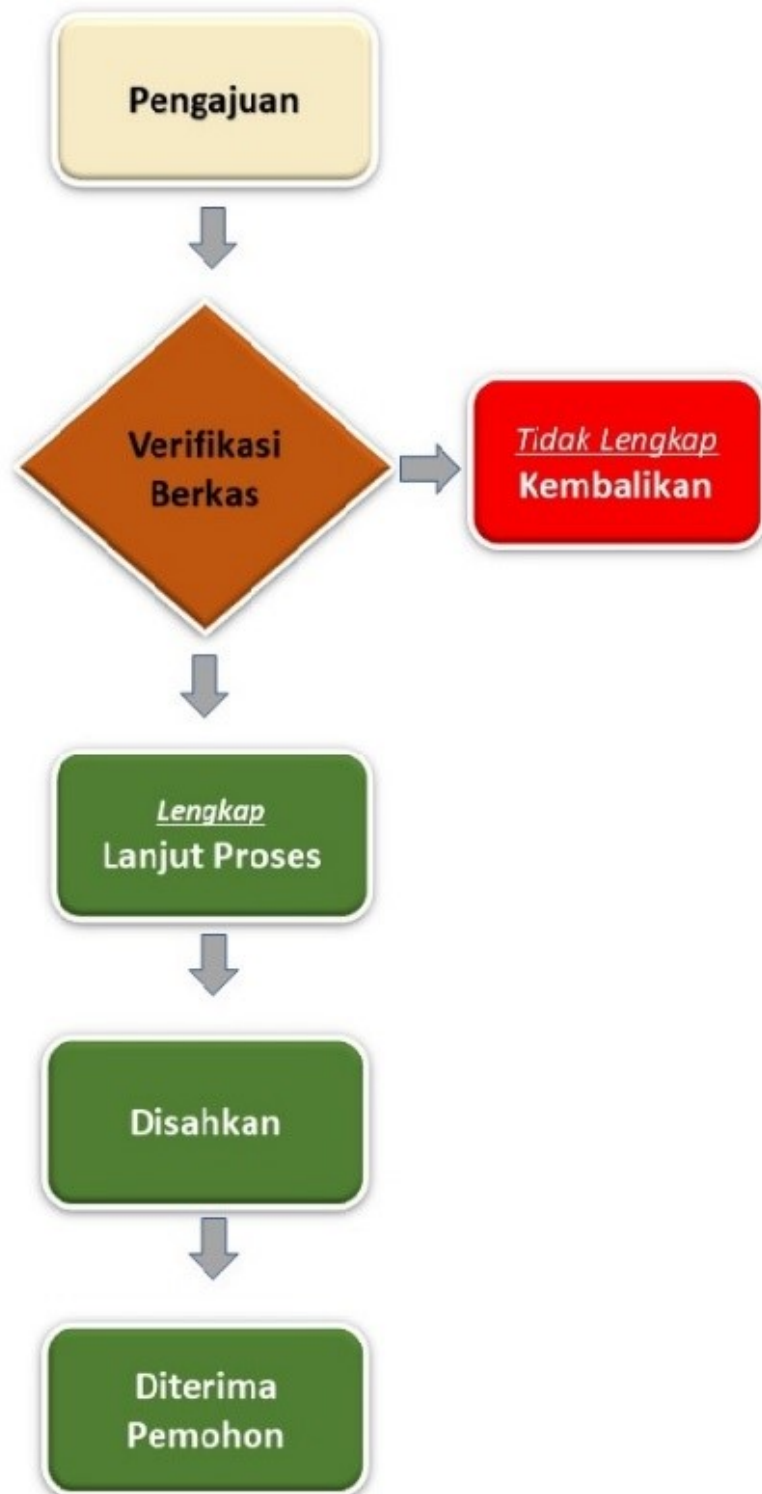 Pengajuan
Verifikasi
Berkas
Tidak Lengkap
Kembalikan
Lengkap
Lanjut Proses
Disahkan
Diterima
Pemohon